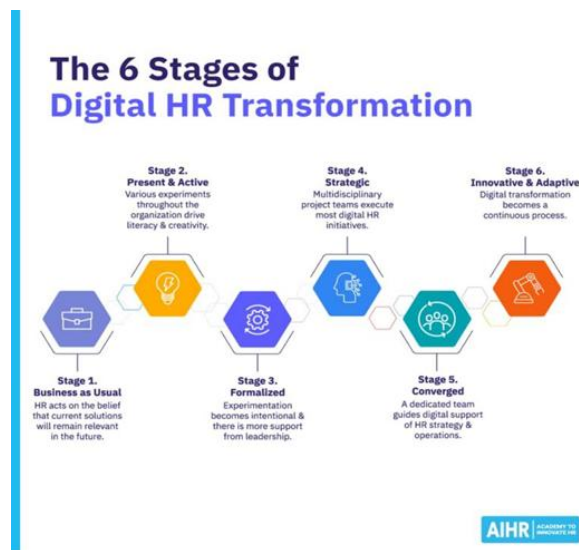 The 6 Stages of
Digital HR Transformation
Stage 2.
Present & Active
Various experiments
throughout the
organization drive
literacy & creativity.
Stage 4.
Strategic
Multidisciplinary
project teams execute
most digital HR
initiatives.
Stage 6.
Innovative & Adaptive
Digital transformation
becomes a
continuous process.
Stage 1.
Business as Usual
HR acts on the belief
that current solutions
will remain relevant
in the future.
Stage 3.
Formalized
Experimentation
becomes intentional &
there is more support
from leadership.
Stage 5.
Converged
A dedicated team
guides digital support
of HR strategy &
operations.
AIHR
ACADEMY TO
INNOVATE HR